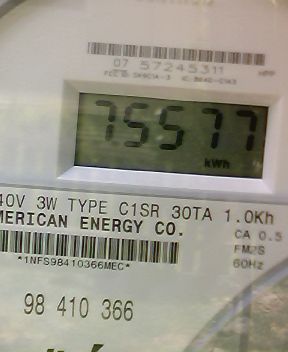 07 57245311
75577
kWh
40V 3W TYPE C1SR 30TA 1.0Kh
MERICAN ENERGY CO.
CA 0.5
FM2S
60Hz
*1NFS98410366MEC*
98 410 366